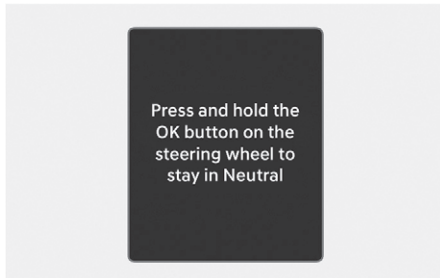 Press and hold the
OK button on the
steering wheel to
stay in Neutral